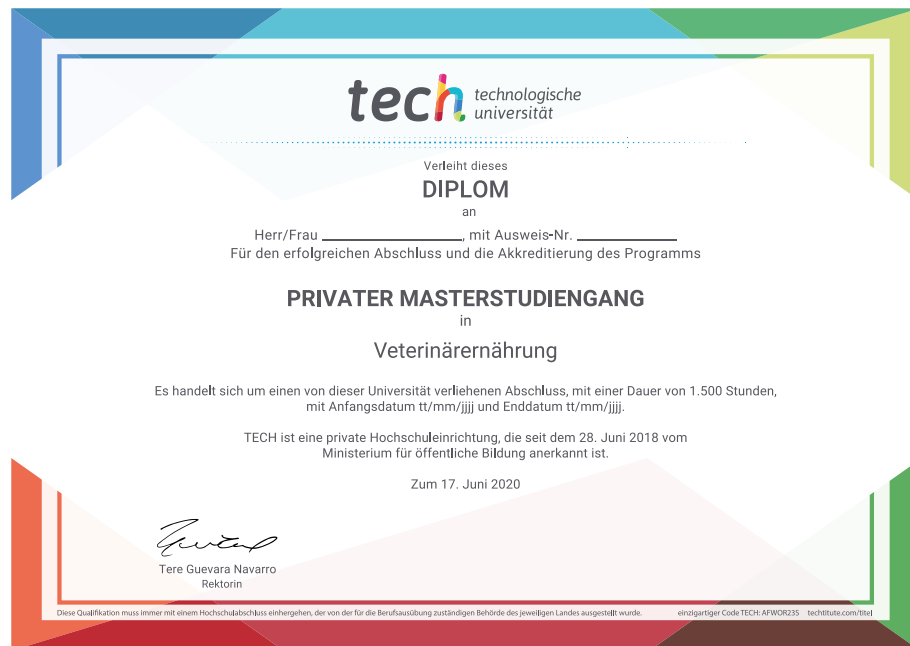 tech technologische
universität
Verleiht dieses
DIPLOM
an
Herr/Frau ____________________, mit Ausweis-Nr. ______________
Für den erfolgreichen Abschluss und die Akkreditierung des Programms
PRIVATER MASTERSTUDIENGANG
in
Veterinärernährung
Es handelt sich um einen von dieser Universität verliehenen Abschluss, mit einer Dauer von 1.500 Stunden,
mit Anfangsdatum tt/mm/jjjj und Enddatum tt/mm/jjjj.
TECH ist eine private Hochschuleinrichtung, die seit dem 28. Juni 2018 vom
Ministerium für öffentliche Bildung anerkannt ist.
Zum 17. Juni 2020
Tere Guevara Navarro
Rektorin
Diese Qualifikation muss immer mit einem Hochschulabschluss einhergehen, der von der für die Berufsausübung zuständigen Behörde des jeweiligen Landes ausgestellt wurde. einzigartiger Code TECH: AFWOR23S techtitute.com/titel